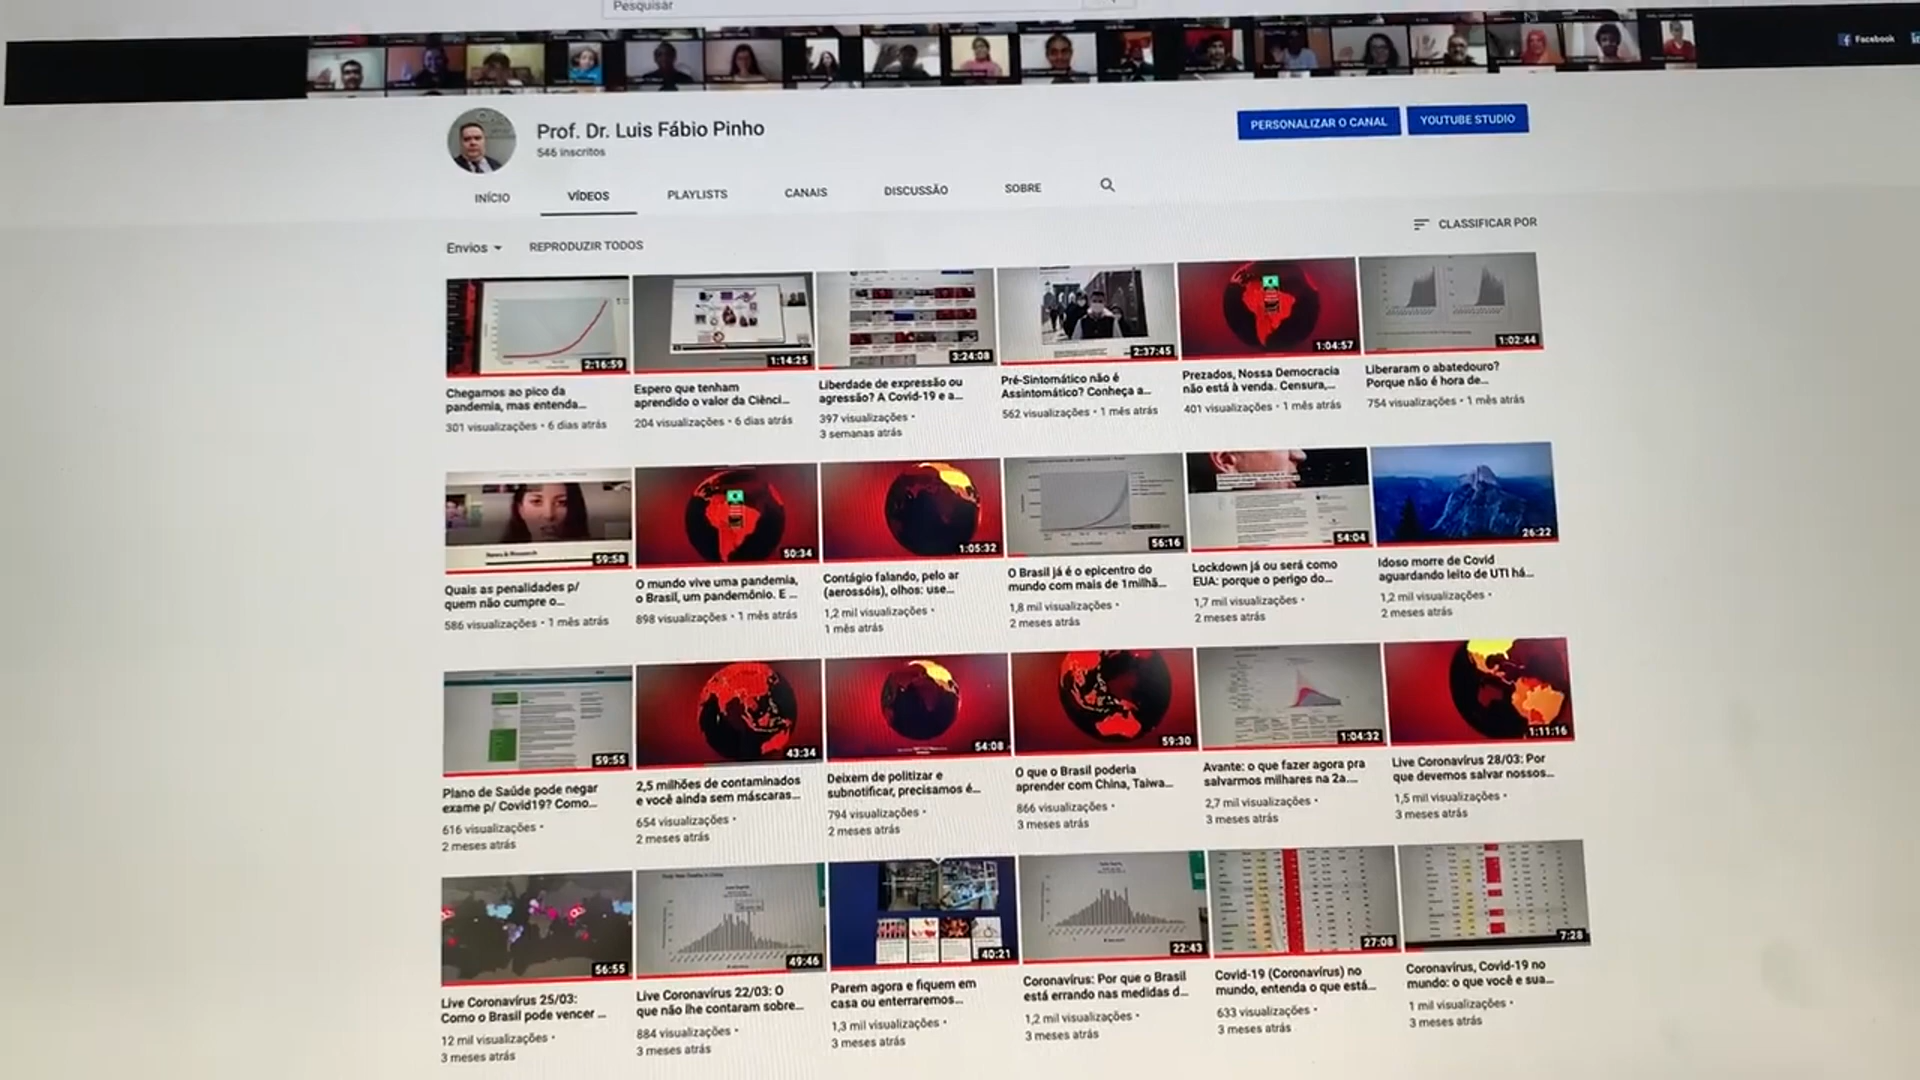 Pesquisar
Facebook
Prof. Dr. Luis Fábio Pinho
546 inscritos
PERSONALIZAR O CANAL
YOUTUBE STUDIO
INÍCIO
VÍDEOS
PLAYLISTS
CANAIS
DISCUSSÃO
SOBRE
Envios
REPRODUZIR TODOS
CLASSIFICAR POR
2:16:59
1:14:25
3:24:08
2:37:45
1:04:57
1:02:44
Chegamos ao pico da
pandemia, mas entenda...
301 visualizações • 6 dias atrás
Espero que tenham
aprendido o valor da Ciênci...
204 visualizações • 6 dias atrás
Liberdade de expressão ou
agressão? A Covid-19 e a...
397 visualizações •
3 semanas atrás
Pré-Sintomático não é
Assintomático? Conheça a...
562 visualizações • 1 mês atrás
Prezados, Nossa Democracia
não está à venda. Censura,...
401 visualizações • 1 mês atrás
Liberaram o abatedouro?
Porque não é hora de...
754 visualizações • 1 mês atrás
59:58
50:34
1:05:32
56:16
54:04
26:22
Quais as penalidades p/
quem não cumpre o...
586 visualizações • 1 mês atrás
O mundo vive uma pandemia,
o Brasil, um pandemônio. E ...
898 visualizações • 1 mês atrás
Contágio falando, pelo ar
(aerossóis), olhos: use...
1,2 mil visualizações •
1 mês atrás
O Brasil já é o epicentro do
mundo com mais de 1milhã...
1,8 mil visualizações •
2 meses atrás
Lockdown já ou será como
EUA: porque o perigo do...
1,7 mil visualizações •
2 meses atrás
Idoso morre de Covid
aguardando leito de UTI há...
1,2 mil visualizações •
2 meses atrás
59:55
43:34
54:08
59:30
1:04:32
1:11:16
Plano de Saúde pode negar
exame p/ Covid19? Como...
616 visualizações •
2 meses atrás
2,5 milhões de contaminados
e você ainda sem máscaras...
654 visualizações •
2 meses atrás
Deixem de politizar e
subnotificar, precisamos é...
794 visualizações •
2 meses atrás
O que o Brasil poderia
aprender com China, Taiwa...
866 visualizações •
3 meses atrás
Avante: o que fazer agora pra
salvarmos milhares na 2a....
2,7 mil visualizações •
3 meses atrás
Live Coronavírus 28/03: Por
que devemos salvar nossos...
1,5 mil visualizações •
3 meses atrás
56:55
49:46
40:21
22:43
27:08
7:28
Live Coronavírus 25/03:
Como o Brasil pode vencer ...
12 mil visualizações •
3 meses atrás
Live Coronavírus 22/03: O
que não lhe contaram sobre...
884 visualizações •
3 meses atrás
Parem agora e fiquem em
casa ou enterraremos...
1,3 mil visualizações •
3 meses atrás
Coronavírus: Por que o Brasil
está errando nas medidas d...
1,2 mil visualizações •
3 meses atrás
Covid-19 (Coronavírus) no
mundo, entenda o que está...
633 visualizações •
3 meses atrás
Coronavírus, Covid-19 no
mundo: o que você e sua...
1 mil visualizações •
3 meses atrás